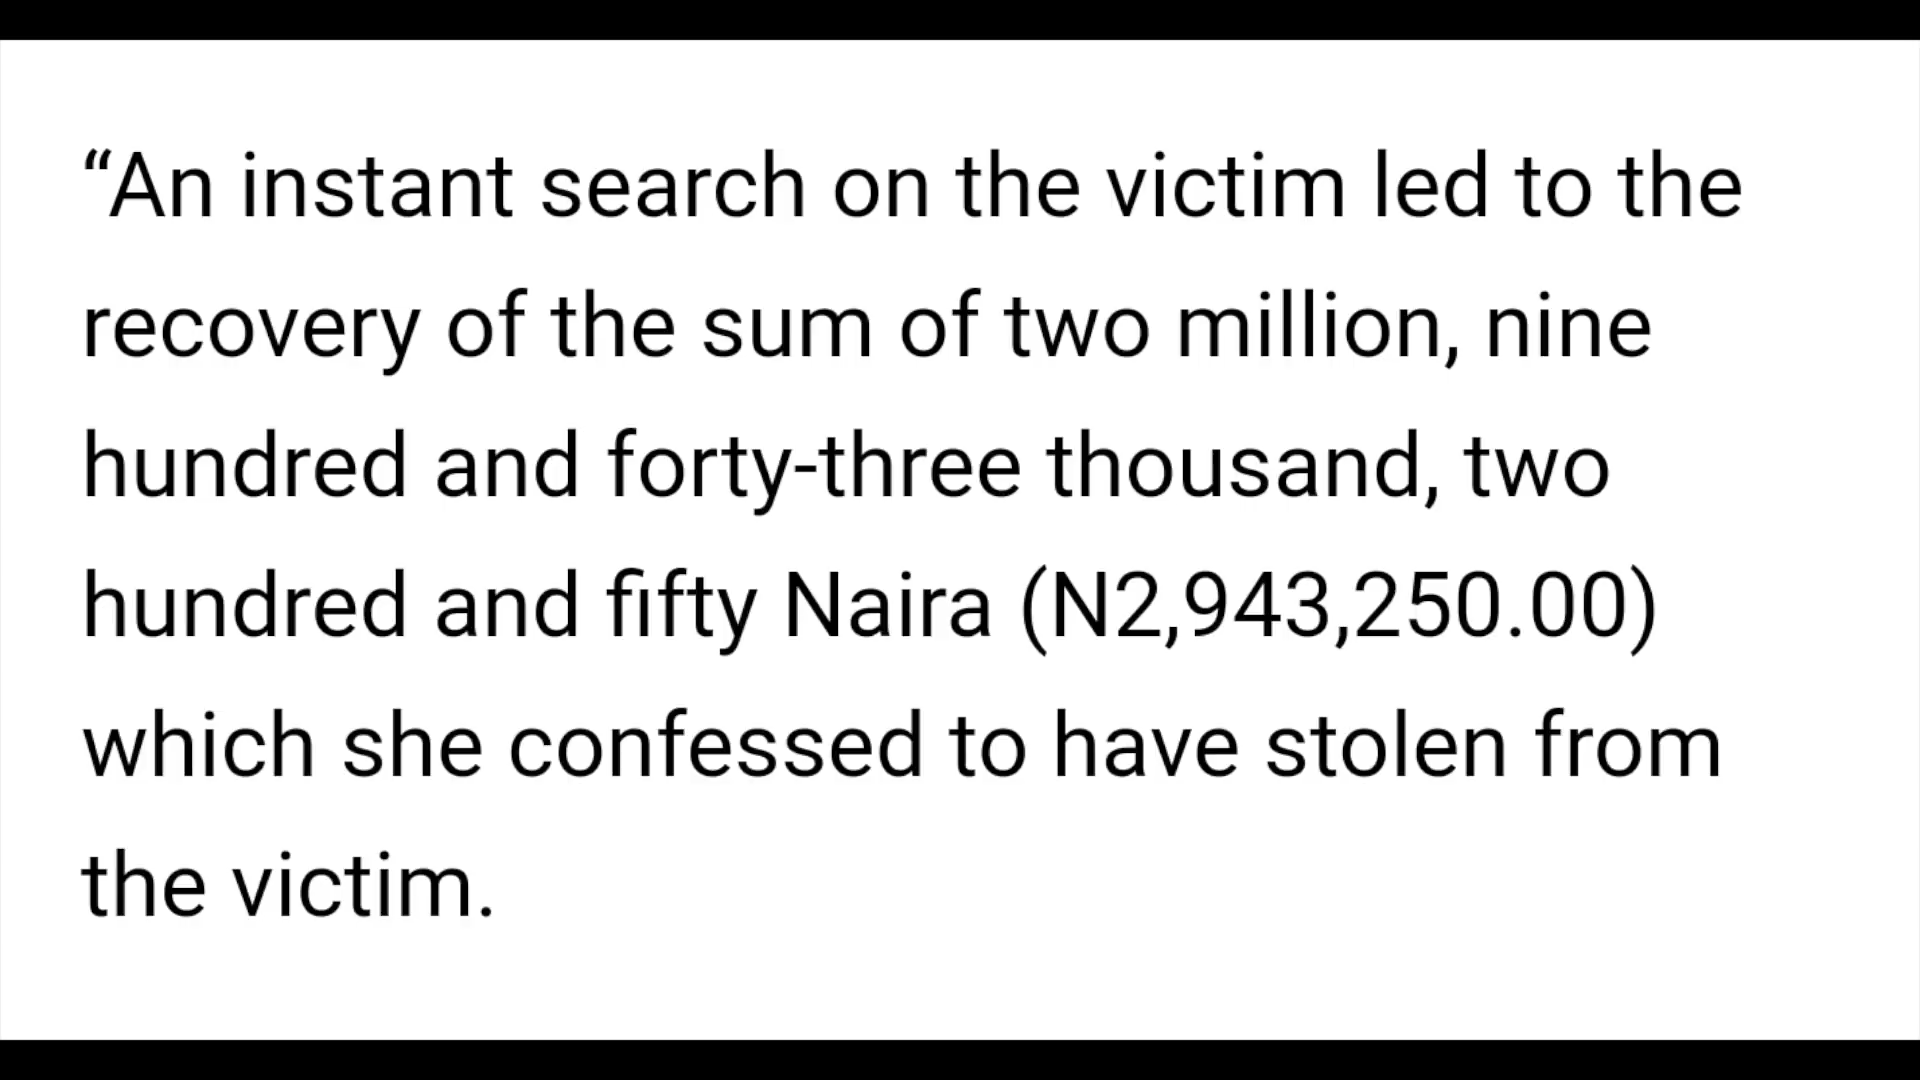 “An instant search on the victim led to the
recovery of the sum of two million, nine
hundred and forty-three thousand, two
hundred and fifty Naira (N2,943,250.00)
which she confessed to have stolen from
the victim.